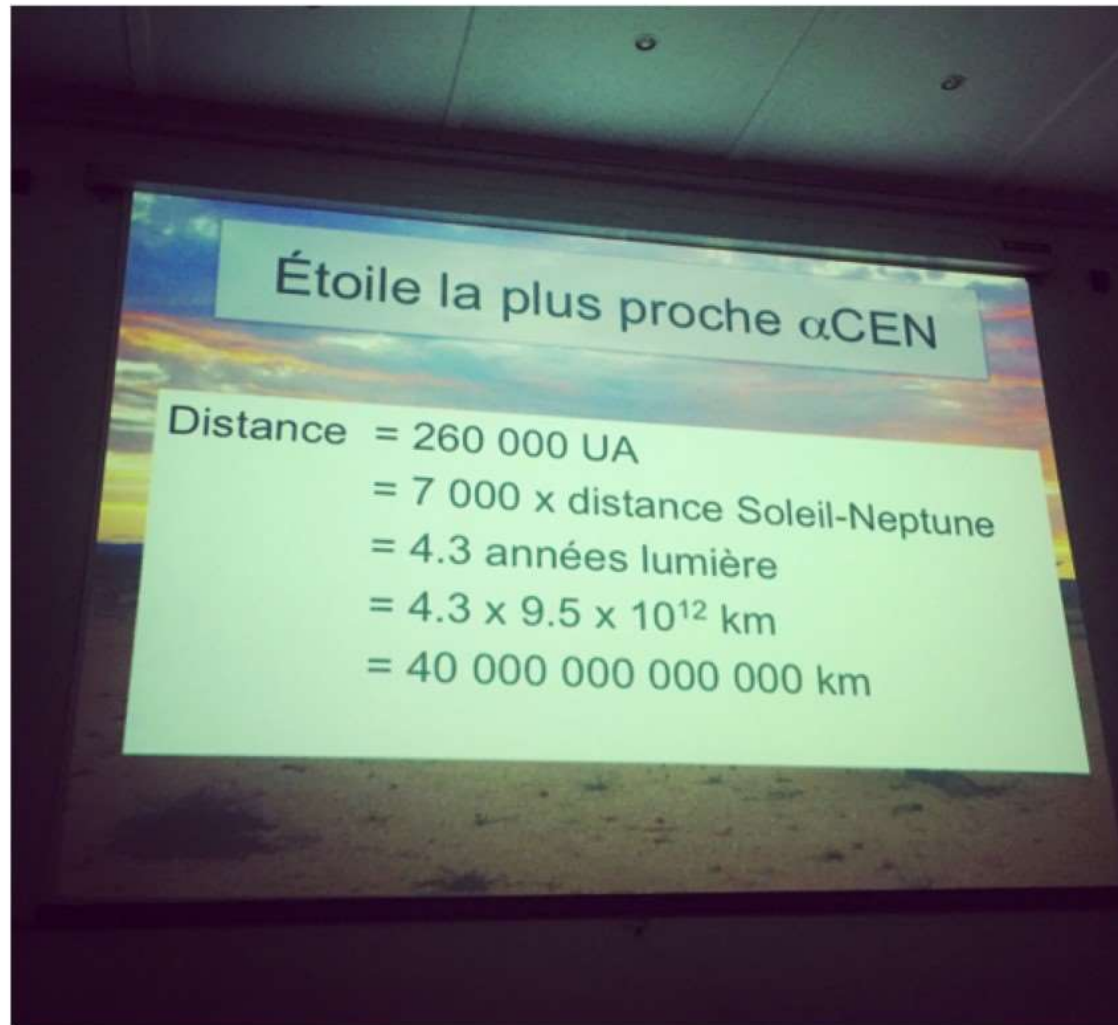 Étoile la plus proche αCEN
Distance = 260 000 UA
= 7 000 x distance Soleil-Neptune
= 4.3 années lumière
= 4.3 x 9.5 x 10¹² km
= 40 000 000 000 000 km